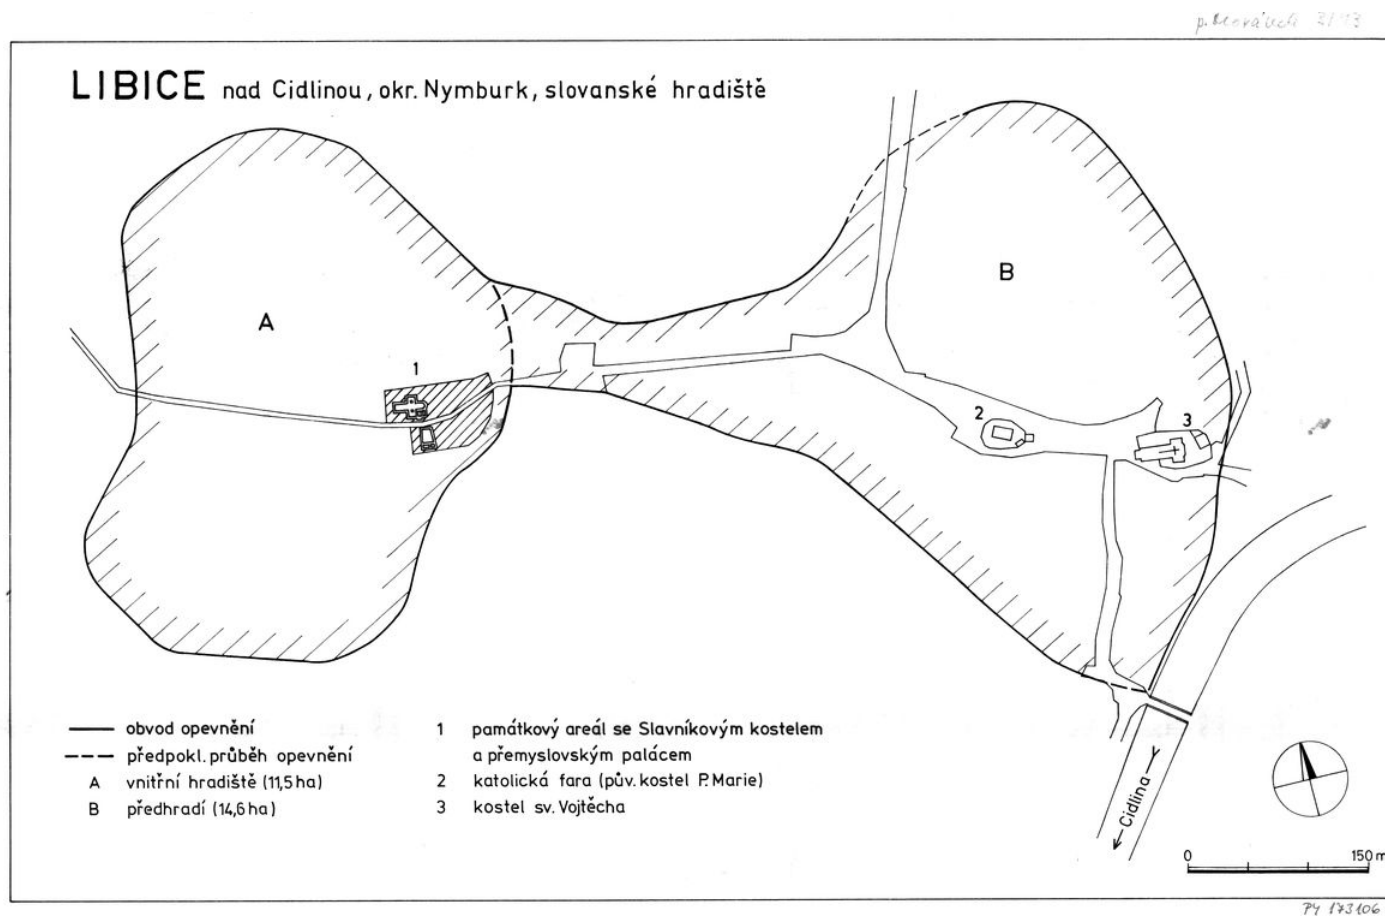 LIBICE nad Cidlinou, okr. Nymburk, slovanské hradiště
A
B
1
2
3
obvod opevnění
předpokl. průběh opevnění
A vnitřní hradiště (11,5 ha)
B předhradí (14,6 ha)
1 památkový areál se Slavníkovým kostelem
a přemyslovským palácem
2 katolická fara (pův. kostel P. Marie)
3 kostel sv. Vojtěcha
Cidlina
0 150 m
PY 173106